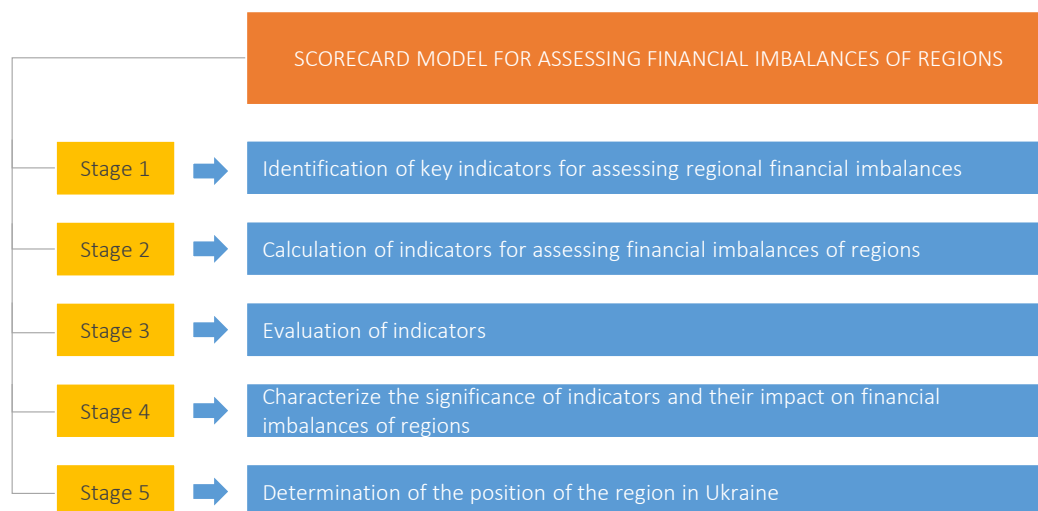 SCORECARD MODEL FOR ASSESSING FINANCIAL IMBALANCES OF REGIONS
Stage 1
Identification of key indicators for assessing regional financial imbalances
Stage 2
Calculation of indicators for assessing financial imbalances of regions
Stage 3
Evaluation of indicators
Stage 4
Characterize the significance of indicators and their impact on financial
imbalances of regions
Stage 5
Determination of the position of the region in Ukraine